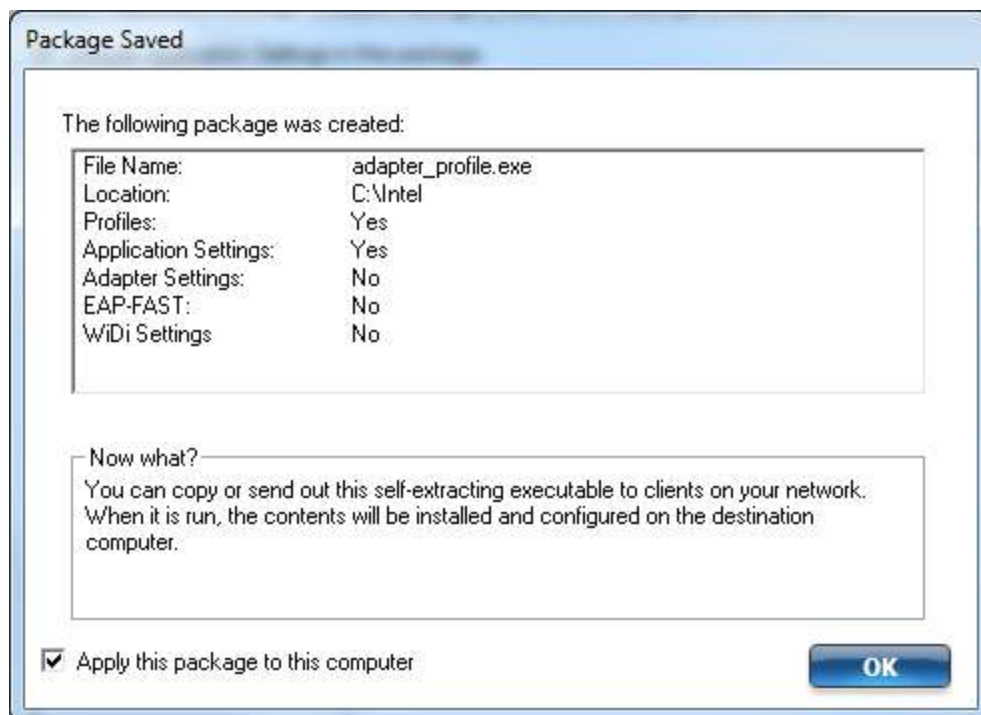 Package Saved
The following package was created:
File Name: adapter_profile.exe
Location: C:\Intel
Profiles: Yes
Application Settings: Yes
Adapter Settings: No
EAP-FAST: No
WiDi Settings No
Now what?
You can copy or send out this self-extracting executable to clients on your network.
When it is run, the contents will be installed and configured on the destination
computer.
Apply this package to this computer
OK